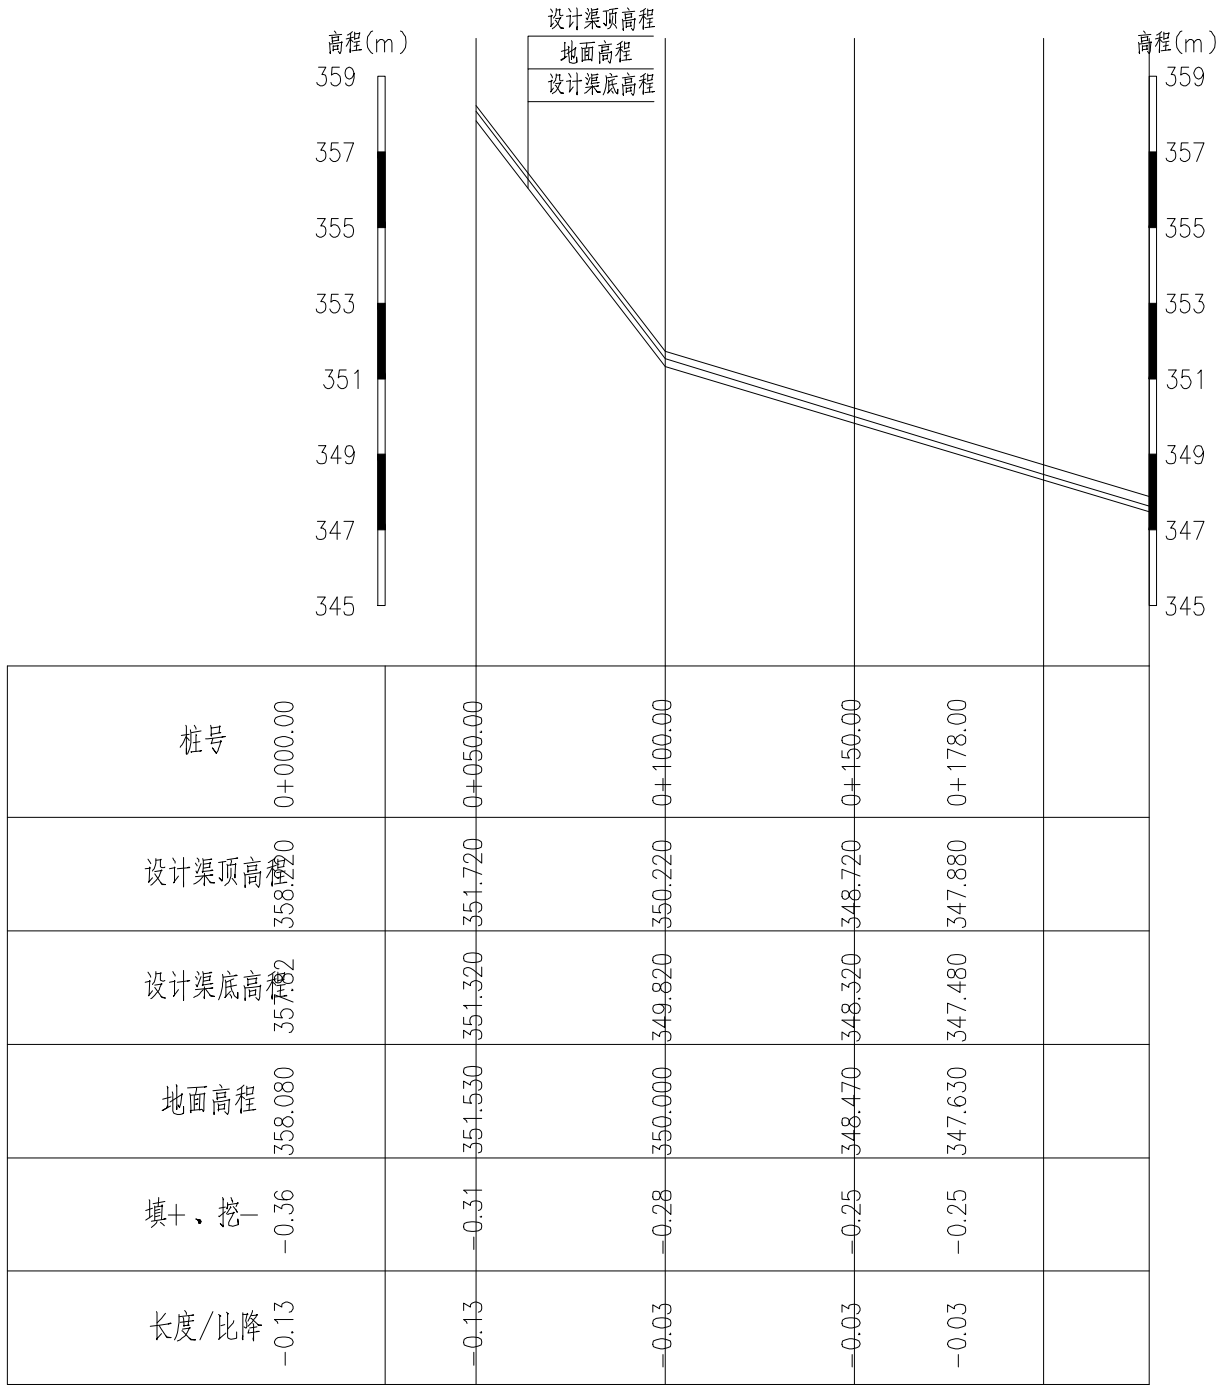 设计渠顶高程
地面高程
设计渠底高程
高程(m)
高程(m)
359
359
357
357
355
355
353
353
351
351
349
349
347
347
345
345
桩号 0+000.00 0+050.00 0+100.00 0+150.00 0+178.00
设计渠顶高程 358.220 351.720 350.220 348.720 347.880
设计渠底高程 357.82 351.320 349.820 348.320 347.480
地面高程 358.080 351.530 350.000 348.470 347.630
填+、挖- -0.36 -0.31 -0.28 -0.25 -0.25
长度/比降 -0.13 -0.13 -0.03 -0.03 -0.03